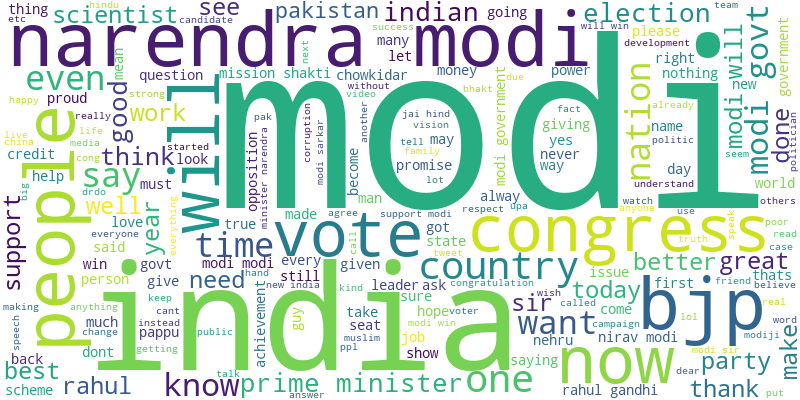 thing
etc
scientist
see
pakistan
indian
going
election
candidate
hindu
success
many
let
will win
team
please
development
narendra modi
modi govt
modi will
even
mean
question
mission shakti
chowkidar
money
power
right
nothing
government
new
happy
proud
strong
bhakt
due
without
video
another
next
really
good
people
work
pak
corruption
modi sarkar
modi
will
jai hind
vision
tell
may
family
yes
never
way
fact
giving
promise
lot
modi government
nation
already
name
politic
seem
understand
done
politician
live
china
life
media
credit
cong
think
started
look
say
help
drdo
big
must
opposition
minister narendra
become
man
day
world
others
well
year
everything
love
true
made
agree
support modi
respect
upa
alway
watch
anyone
use
poor
read
case
support
everyone
said
time
vote
call
tweet
got
state
congress
truth
speak
win
govt
modi modi
every
given
country
issue
better
great
thats
believe
person
give
need
hand
still
new india
kind
leader
ask
congratulation
wish
today
first
friend
real
making
speech
anything
keep
india
achievement
guy
take
sure
hope
voter
sir
called
come
bjp
lol
word
much
change
cant
instead
pappu
public
seat
muslim
ppl
modi win
job
show
want
campaign
nehru
nirav modi
modiji
make
back
dont
getting
saying
now
modi sir
party
best
scheme
rahul
know
talk
prime minister
answer
one
rahul gandhi
dear
thank
put